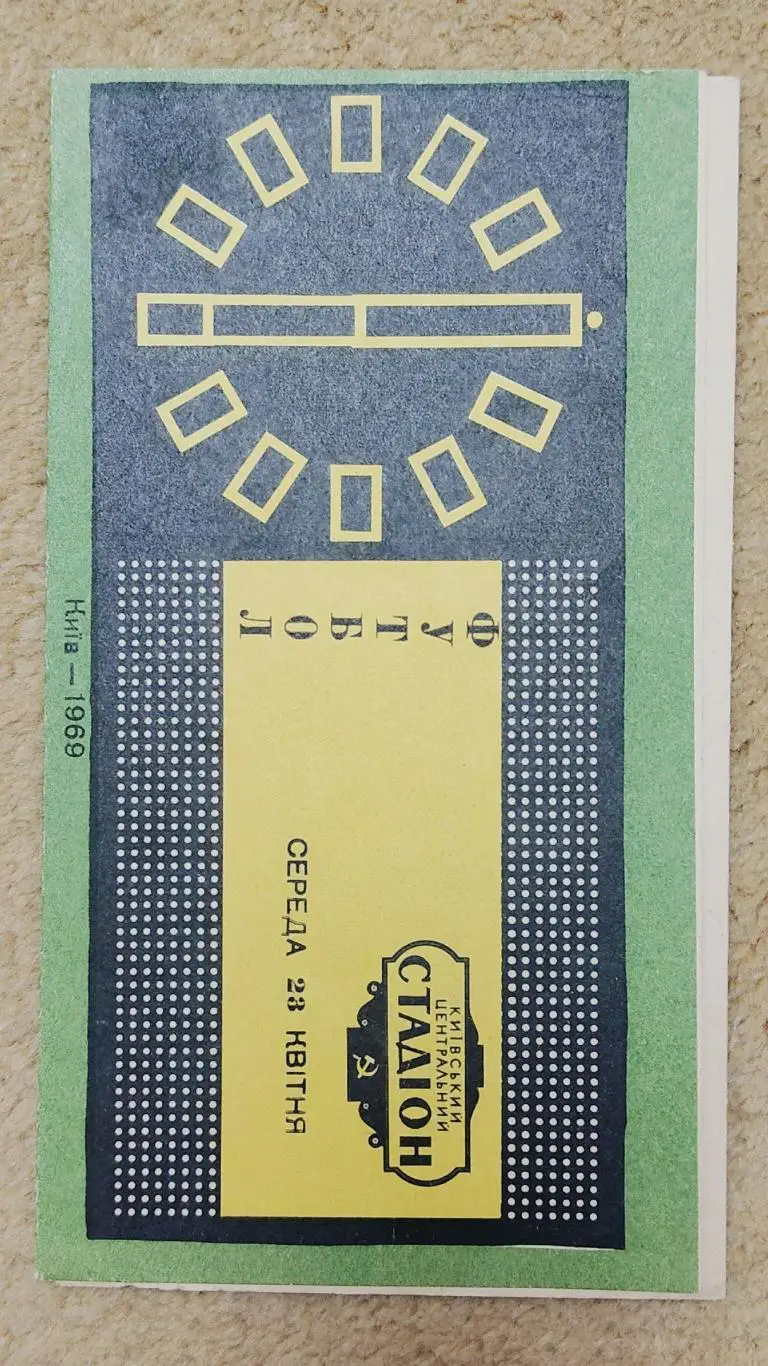 ФУТБОЛ
КИЇВСЬКИЙ
ЦЕНТРАЛЬНИЙ
СТАДІОН
СЕРЕДА 23 КВІТНЯ
Київ — 1969